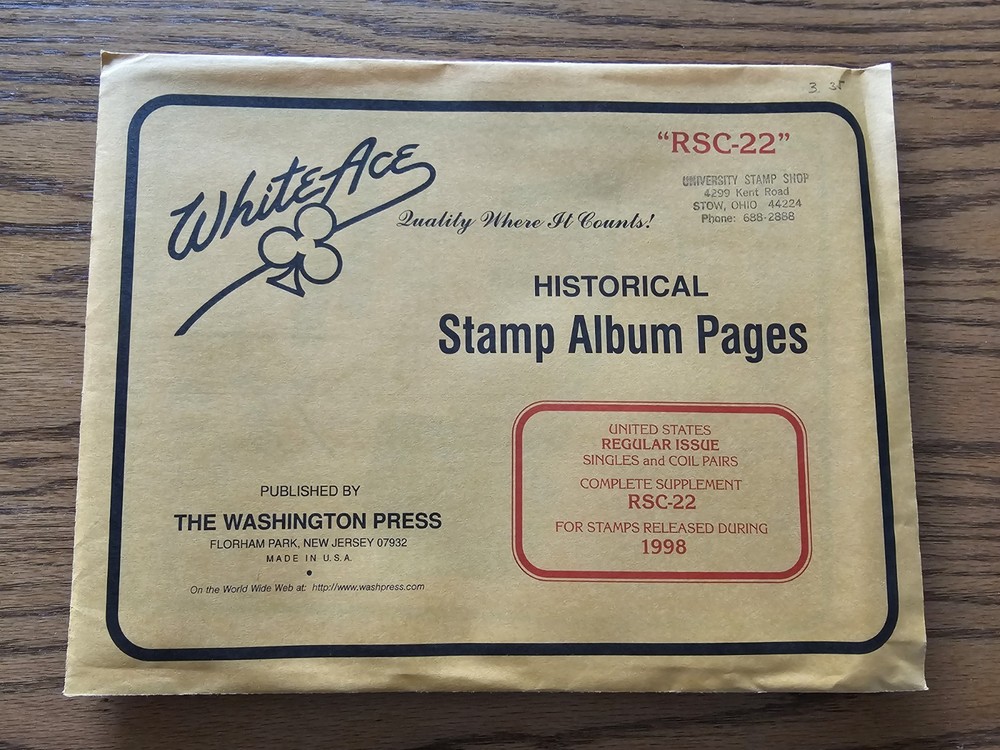 3. 35
"RSC-22"
WhiteAce
UNIVERSITY STAMP SHOP
4299 Kent Road
STOW, OHIO 44224
Phone: 688-2888
Quality Where It Counts!
HISTORICAL
Stamp Album Pages
UNITED STATES
REGULAR ISSUE
SINGLES and COIL PAIRS
COMPLETE SUPPLEMENT
RSC-22
FOR STAMPS RELEASED DURING
1998
PUBLISHED BY
THE WASHINGTON PRESS
FLORHAM PARK, NEW JERSEY 07932
MADE IN U.S.A.
On the World Wide Web at: http://www.washpress.com